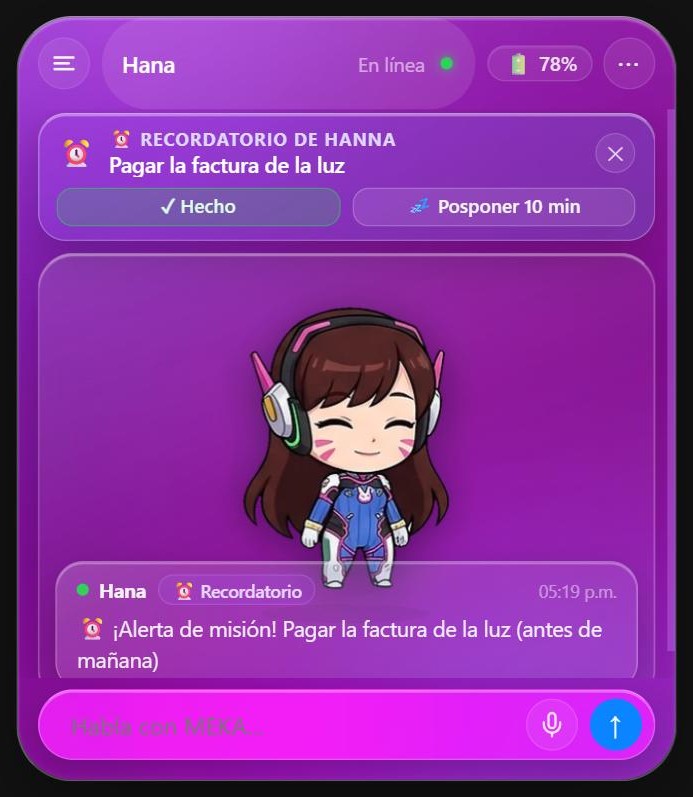 Hana
En línea
78%
⏰ RECORDATORIO DE HANNA
Pagar la factura de la luz
✓ Hecho
💤 Posponer 10 min
Hana
⏰ Recordatorio
05:19 p.m.
⏰ ¡Alerta de misión! Pagar la factura de la luz (antes de
mañana)
Habla con MEKA...